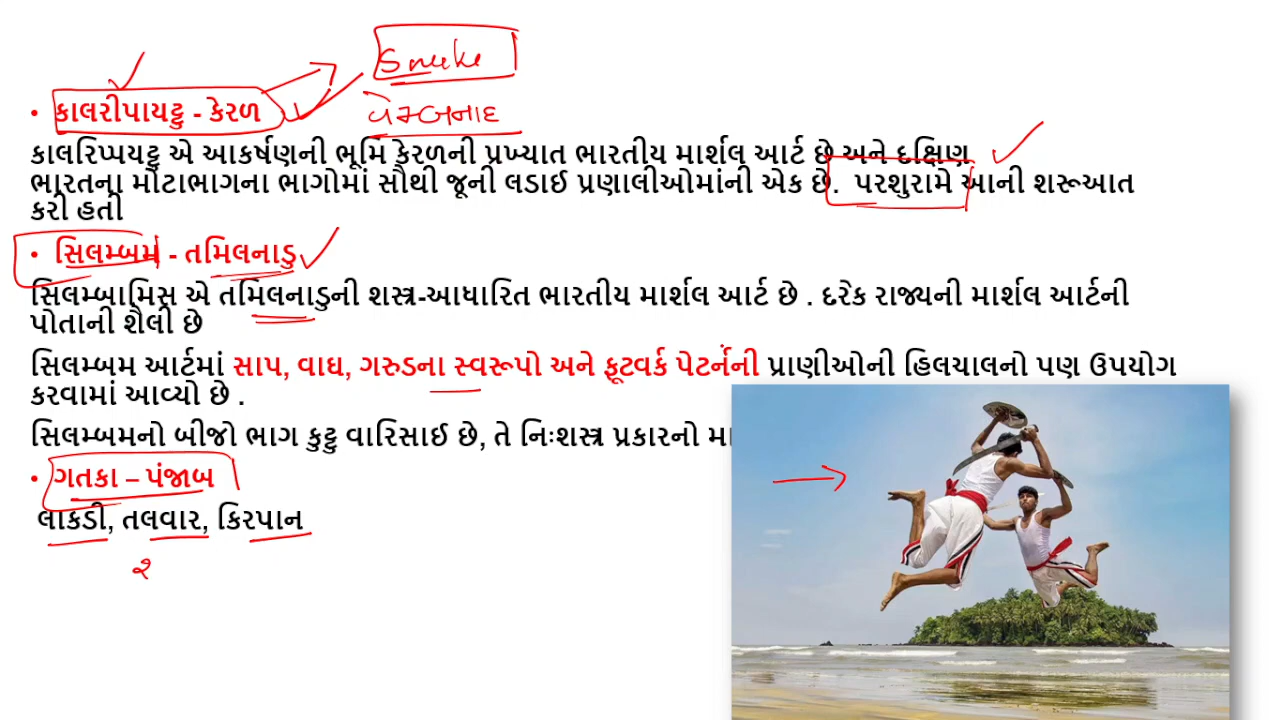 Snake
• કાલરીપાયટ્ટુ - કેરળ
વેમ્બનાદ
કાલરિપ્પયટ્ટુ એ આકર્ષણની ભૂમિ કેરળની પ્રખ્યાત ભારતીય માર્શલ આર્ટ છે અને દક્ષિણ
ભારતના મોટાભાગના ભાગોમાં સૌથી જૂની લડાઈ પ્રણાલીઓમાંની એક છે. પરશુરામે આની શરૂઆત
કરી હતી
• સિલમ્બમ - તમિલનાડુ
સિલમ્બામિસ એ તમિલનાડુની શસ્ત્ર-આધારિત ભારતીય માર્શલ આર્ટ છે . દરેક રાજ્યની માર્શલ આર્ટની
પોતાની શૈલી છે
સિલમ્બમ આર્ટમાં સાપ, વાઘ, ગરુડના સ્વરૂપો અને ફૂટવર્ક પેટર્નની પ્રાણીઓની હિલચાલનો પણ ઉપયોગ
કરવામાં આવ્યો છે .
સિલમ્બમનો બીજો ભાગ કુટ્ટુ વારિસાઈ છે, તે નિઃશસ્ત્ર પ્રકારનો
• ગતકા – પંજાબ
લાકડી, તલવાર, કિરપાન